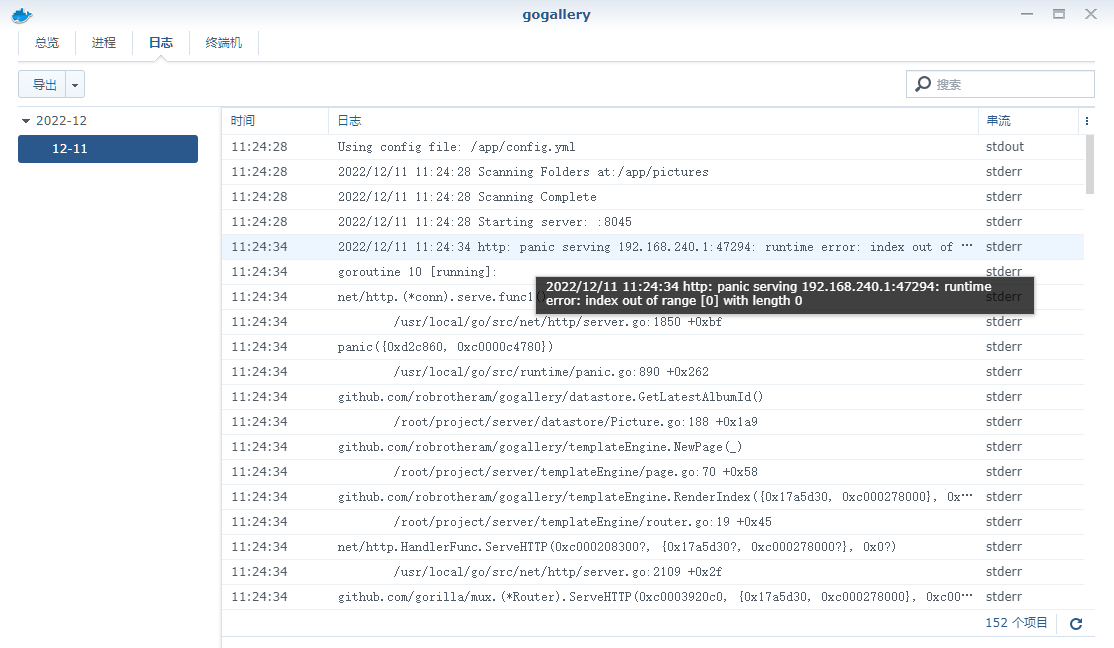 gogallery
总览 进程 日志 终端机
导出 搜索
2022-12
12-11
时间 日志 串流
11:24:28 Using config file: /app/config.yml stdout
11:24:28 2022/12/11 11:24:28 Scanning Folders at:/app/pictures stderr
11:24:28 2022/12/11 11:24:28 Scanning Complete stderr
11:24:28 2022/12/11 11:24:28 Starting server: :8045 stderr
11:24:34 2022/12/11 11:24:34 http: panic serving 192.168.240.1:47294: runtime error: index out of ··· stderr
11:24:34 goroutine 10 [running]: stderr
2022/12/11 11:24:34 http: panic serving 192.168.240.1:47294: runtime
error: index out of range [0] with length 0
11:24:34 net/http.(*conn).serve.func1( stderr
11:24:34 /usr/local/go/src/net/http/server.go:1850 +0xbf stderr
11:24:34 panic({0xd2c860, 0xc0000c4780}) stderr
11:24:34 /usr/local/go/src/runtime/panic.go:890 +0x262 stderr
11:24:34 github.com/robrotheram/gogallery/datastore.GetLatestAlbumId() stderr
11:24:34 /root/project/server/datastore/Picture.go:188 +0x1a9 stderr
11:24:34 github.com/robrotheram/gogallery/templateEngine.NewPage(_) stderr
11:24:34 /root/project/server/templateEngine/page.go:70 +0x58 stderr
11:24:34 github.com/robrotheram/gogallery/templateEngine.RenderIndex({0x17a5d30, 0xc000278000}, 0x··· stderr
11:24:34 /root/project/server/templateEngine/router.go:19 +0x45 stderr
11:24:34 net/http.HandlerFunc.ServeHTTP(0xc000208300?, {0x17a5d30?, 0xc000278000?}, 0x0?) stderr
11:24:34 /usr/local/go/src/net/http/server.go:2109 +0x2f stderr
11:24:34 github.com/gorilla/mux.(*Router).ServeHTTP(0xc0003920c0, {0x17a5d30, 0xc000278000}, 0xc00··· stderr
152 个项目